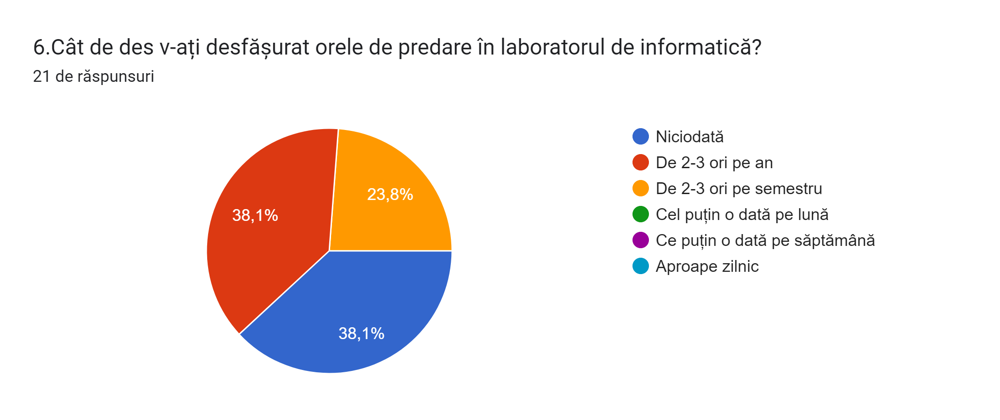 6.Cât de des v-ați desfășurat orele de predare în laboratorul de informatică?
21 de răspunsuri
23,8%
38,1%
38,1%
Niciodată
De 2-3 ori pe an
De 2-3 ori pe semestru
Cel puțin o dată pe lună
Ce puțin o dată pe săptămână
Aproape zilnic